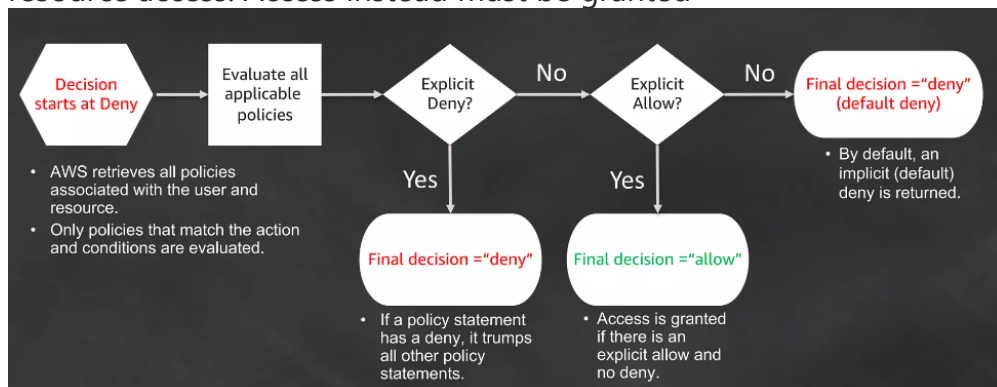 resource access. Access instead must be granted
Decision
starts at Deny
Evaluate all
applicable
policies
Explicit
Deny?
No
Explicit
Allow?
No
Final decision ="deny"
(default deny)
• AWS retrieves all policies
associated with the user and
resource.
• Only policies that match the action
and conditions are evaluated.
Yes
Yes
• By default, an
implicit (default)
deny is returned.
Final decision ="deny"
Final decision ="allow"
• If a policy statement
has a deny, it trumps
all other policy
statements.
• Access is granted
if there is an
explicit allow and
no deny.